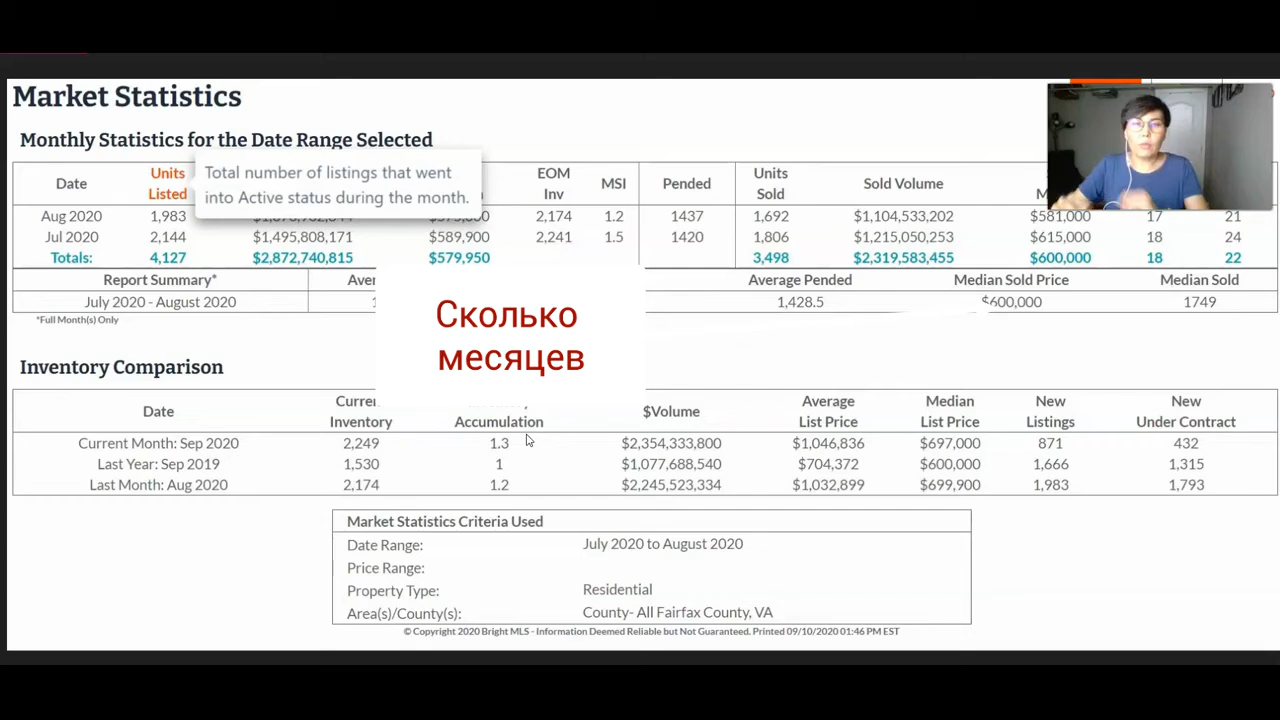 Market Statistics
Monthly Statistics for the Date Range Selected
Date Units Listed EOM Inv MSI Pended Units Sold Sold Volume
Total number of listings that went
into Active status during the month.
Aug 2020 1,983 2,174 1.2 1437 1,692 $1,104,533,202 $581,000 17 21
Jul 2020 2,144 $1,495,808,171 $589,900 2,241 1.5 1420 1,806 $1,215,050,253 $615,000 18 24
Totals: 4,127 $2,872,740,815 $579,950 3,498 $2,319,583,455 $600,000 18 22
Report Summary* Average Pended Median Sold Price Median Sold
July 2020 - August 2020 1,428.5 $600,000 1749
*Full Month(s) Only
Сколько
месяцев
Inventory Comparison
Date Inventory Accumulation $Volume Average List Price Median List Price New Listings New Under Contract
Current Month: Sep 2020 2,249 1.3 $2,354,333,800 $1,046,836 $697,000 871 432
Last Year: Sep 2019 1,530 1 $1,077,688,540 $704,372 $600,000 1,666 1,315
Last Month: Aug 2020 2,174 1.2 $2,245,523,334 $1,032,899 $699,900 1,983 1,793
Market Statistics Criteria Used
Date Range: July 2020 to August 2020
Price Range:
Property Type: Residential
Area(s)/County(s): County- All Fairfax County, VA
© Copyright 2020 Bright MLS - Information Deemed Reliable but Not Guaranteed. Printed 09/10/2020 01:46 PM EST